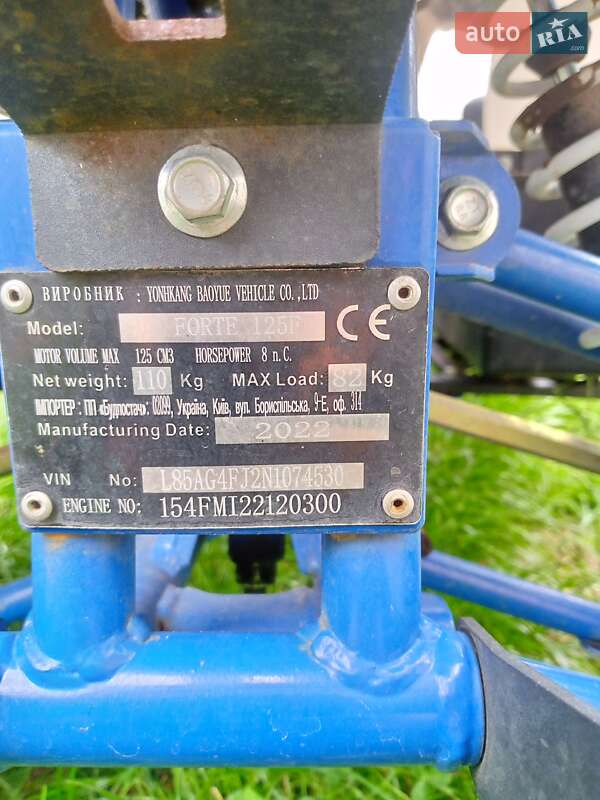 auto RIA .com
ВИРОБНИК : YONHKANG BAOYUE VEHICLE CO. ,LTD
Model: FORTE 125F CE
MOTOR VOLUME MAX 125 CM3 HORSEPOWER 8 п.С.
Net weight: 110 Kg MAX Load: 82 Kg
ІМПОРТЕР : ПП «Будпостач» 02099, Україна, Київ, вул. Бориспільська, 9-Е, оф. 314
Manufacturing Date: 2022
VIN No: L85AG4FJ2N1074530
ENGINE NO: 154FMI22120300